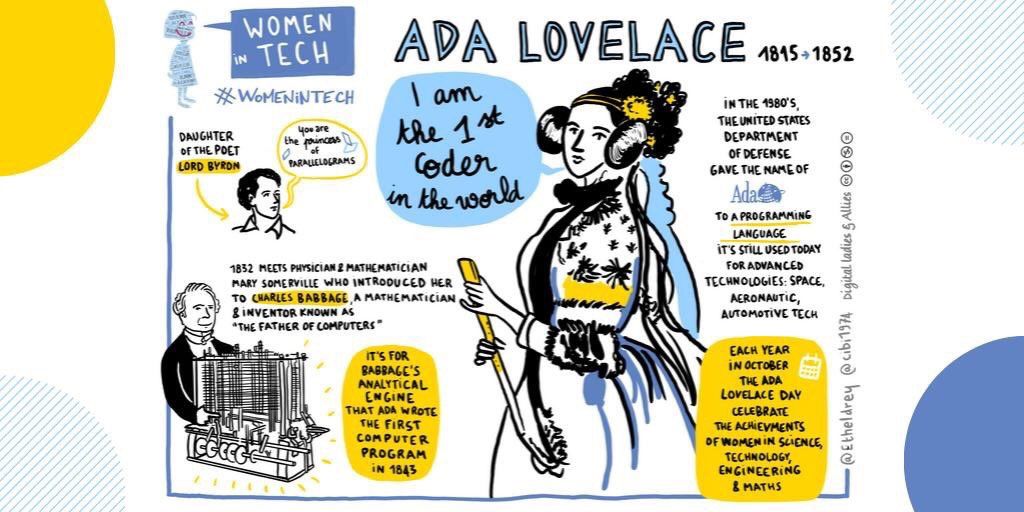 WOMEN
in TECH
#WOMENiNTECH
ADA LOVELACE 1815→1852
DAUGHTER
OF THE POET
LORD BYRON
you are
the princess
of
PARALLELOGRAMS
I am
the 1st
Coder
in the world
1832 MEETS PHYSICIAN & MATHEMATICIAN
MARY SOMERVILLE WHO INTRODUCED HER
TO CHARLES BABBAGE, A MATHEMATICIAN
& INVENTOR KNOWN AS
"THE FATHER OF COMPUTERS"
IT'S FOR
BABBAGE'S
ANALYTICAL
ENGINE
THAT ADA WROTE
THE FIRST
COMPUTER
PROGRAM
IN 1843
IN THE 1980'S,
THE UNITED STATES
DEPARTMENT
OF DEFENSE
GAVE THE NAME OF
Ada
TO A PROGRAMMING
LANGUAGE
IT'S STILL USED TODAY
FOR ADVANCED
TECHNOLOGIES: SPACE,
AERONAUTIC,
AUTOMOTIVE TECH
EACH YEAR
IN OCTOBER
THE ADA
LOVELACE DAY
CELEBRATE
THE ACHIEVMENTS
OF WOMEN IN SCIENCE,
TECHNOLOGY,
ENGINEERING
& MATHS
@Etheldrey @cibi1974 Digital Ladies & Allies